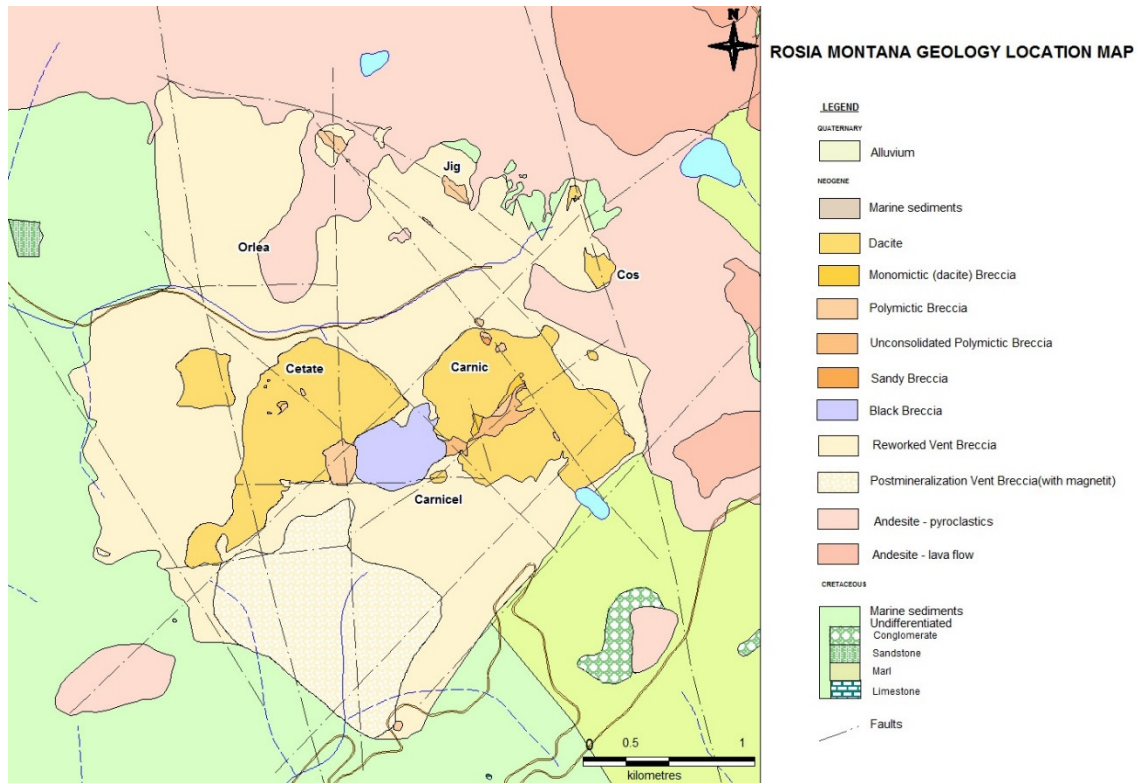 N
ROSIA MONTANA GEOLOGY LOCATION MAP
Jig
Orlea
Cos
Cetate
Carnic
Carnicel
0
0.5
1
kilometres
LEGEND
QUATERNARY
Alluvium
NEOGENE
Marine sediments
Dacite
Monomictic (dacite) Breccia
Polymictic Breccia
Unconsolidated Polymictic Breccia
Sandy Breccia
Black Breccia
Reworked Vent Breccia
Postmineralization Vent Breccia(with magnetit)
Andesite - pyroclastics
Andesite - lava flow
CRETACEOUS
Marine sediments
Undifferentiated
Conglomerate
Sandstone
Marl
Limestone
Faults